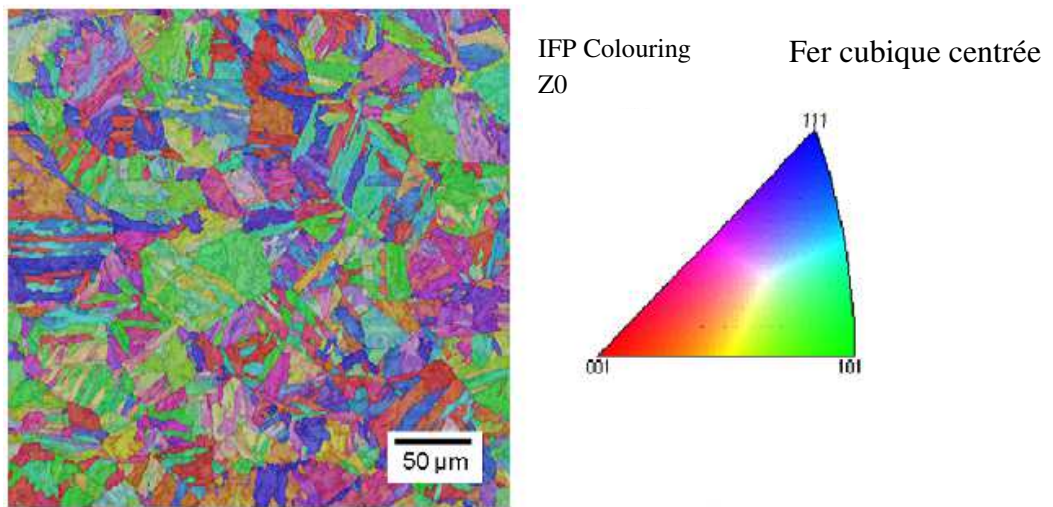 IFP Colouring
Z0
Fer cubique centrée
111
001
101
50 µm